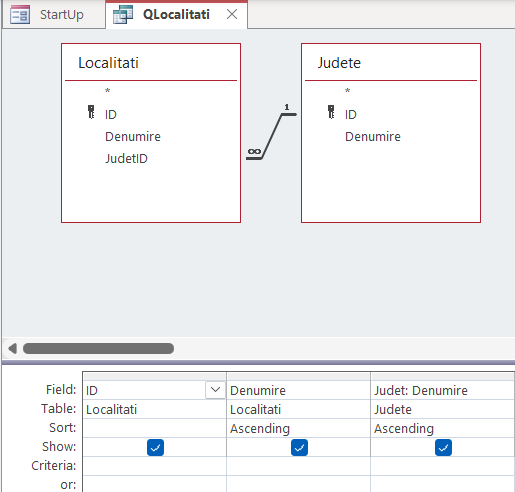 StartUp QLocalitati
Localitati Judete
* *
ID 1 ID
Denumire Denumire
JudetID ∞
Field: ID Denumire Judet: Denumire
Table: Localitati Localitati Judete
Sort: Ascending Ascending
Show:
Criteria:
or: